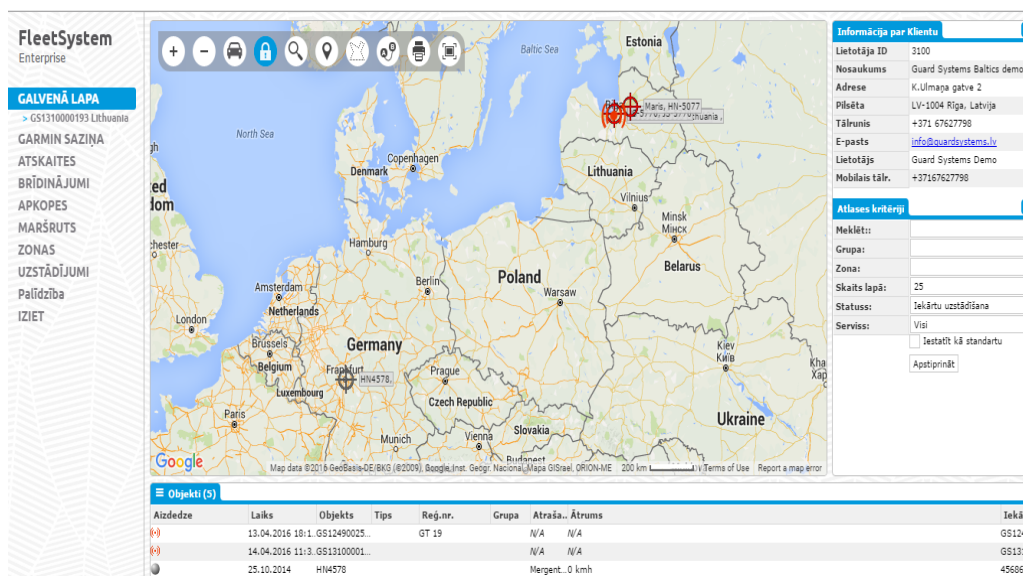 FleetSystem
Enterprise
GALVENĀ LAPA
> GS1310000193 Lithuania
GARMIN SAZIŅA
ATSKAITES
BRĪDINĀJUMI
APKOPES
MARŠRUTS
ZONAS
UZSTĀDĪJUMI
Palīdzība
IZIET
Baltic Sea
Estonia
Maris, HN-5077
North Sea
Copenhagen
Denmark
Lithuania
Vilnius
Minsk
Мінск
Hamburg
Belarus
Amsterdam
Berlin
Poland
Warsaw
Netherlands
London
Brussels
Germany
Kiev
Київ
Belgium
Frankfurt
HN4578,
Prague
Luxembourg
Czech Republic
Paris
Ukraine
Munich
Vienna
Slovakia
Budapest
Google
Map data ©2016 GeoBasis-DE/BKG (©2009), Google, Inst. Geogr. Nacional, Mapa GISrael, ORION-ME
200 km
Terms of Use
Report a map error
Informācija par Klientu
Lietotāja ID 3100
Nosaukums Guard Systems Baltics demo
Adrese K.Ulmaņa gatve 2
Pilsēta LV-1004 Rīga, Latvija
Tālrunis +371 67627798
E-pasts info@guardsystems.lv
Lietotājs Guard Systems Demo
Mobilais tālr. +37167627798
Atlases kritēriji
Meklēt::
Grupa:
Zona:
Skaits lapā: 25
Statuss: Iekārtu uzstādīšana
Serviss: Visi
Iestatīt kā standartu
Apstiprināt
Objekti (5)
Aizdedze Laiks Objekts Tips Reģ.nr. Grupa Atraša.. Ātrums Iekā
13.04.2016 18:1.. GS12490025... GT 19 N/A N/A GS124
14.04.2016 11:3.. GS13100001... N/A N/A GS131
25.10.2014 HN4578 Mergent... 0 kmh 45686